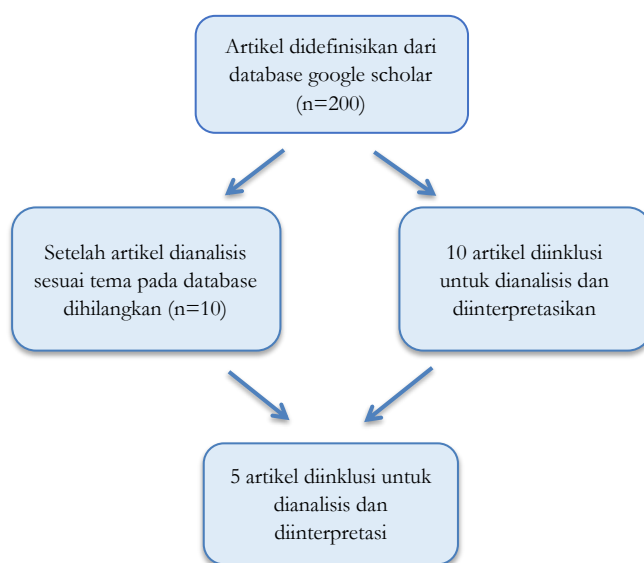 Artikel didefinisikan dari
database google scholar
(n=200)
Setelah artikel dianalisis
sesuai tema pada database
dihilangkan (n=10)
10 artikel diinklusi
untuk dianalisis dan
diinterpretasikan
5 artikel diinklusi untuk
dianalisis dan
diinterpretasi